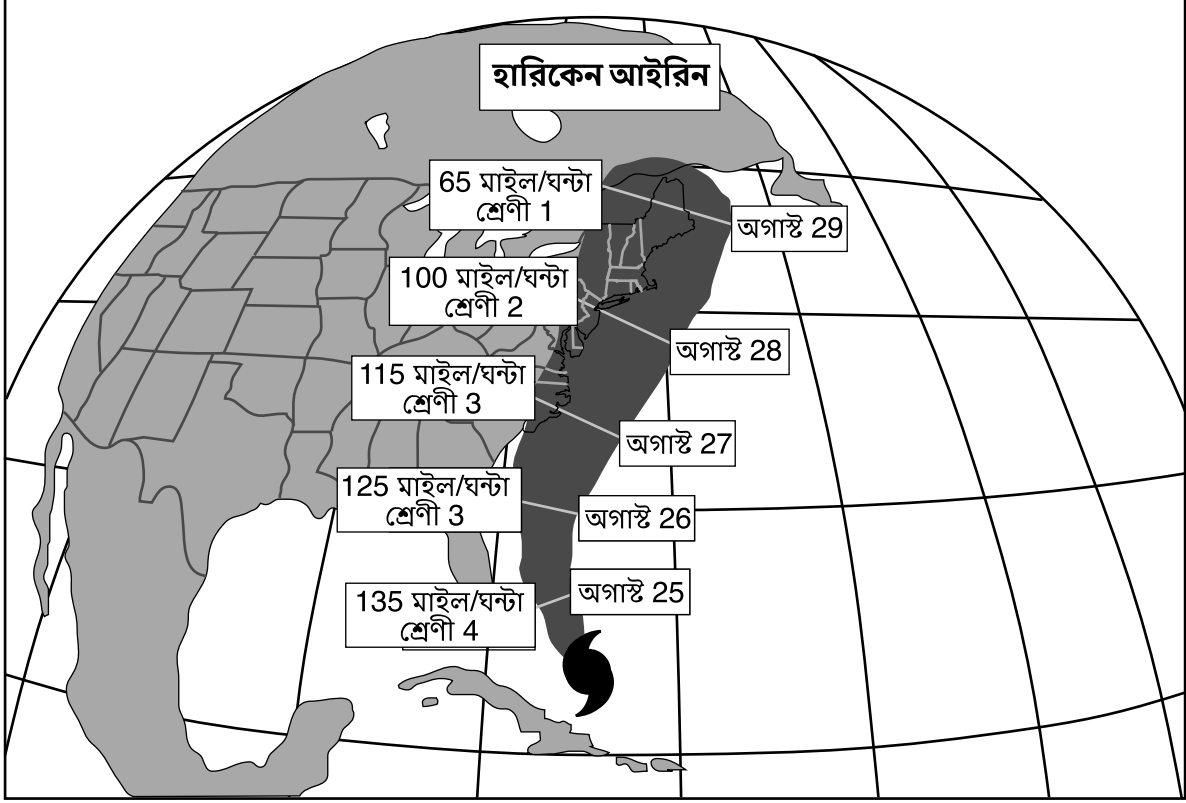 হারিকেন আইরিন
65 মাইল/ঘন্টা
শ্রেণী 1
অগাস্ট 29
100 মাইল/ঘন্টা
শ্রেণী 2
অগাস্ট 28
115 মাইল/ঘন্টা
শ্রেণী 3
অগাস্ট 27
125 মাইল/ঘন্টা
শ্রেণী 3
অগাস্ট 26
135 মাইল/ঘন্টা
শ্রেণী 4
অগাস্ট 25